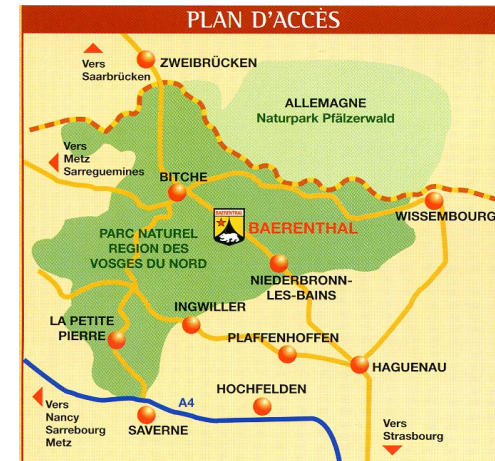 PLAN D'ACCÈS
Vers
Saarbrücken
ZWEIBRÜCKEN
ALLEMAGNE
Naturpark Pfälzerwald
Vers
Metz
Sarreguemines
BITCHE
WISSEMBOURG
BAERENTHAL
BAERENTHAL
PARC NATUREL
REGION DES
VOSGES DU NORD
NIEDERBRONN-
LES-BAINS
INGWILLER
LA PETITE
PIERRE
PLAFFENHOFFEN
HAGUENAU
HOCHFELDEN
A4
Vers
Nancy
Sarrebourg
Metz
SAVERNE
Vers
Strasbourg